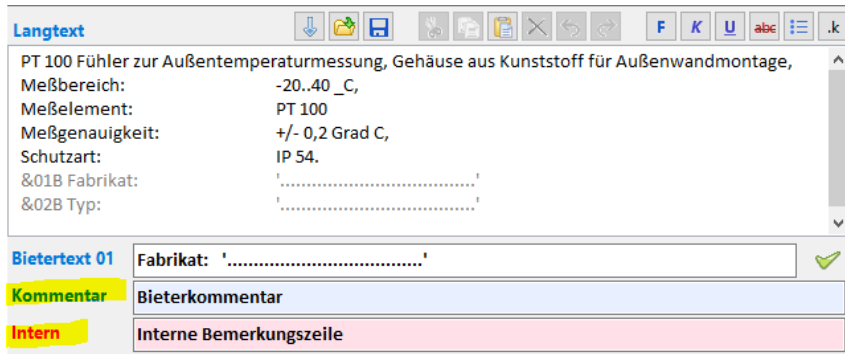 Langtext F K U abc .k
PT 100 Fühler zur Außentemperaturmessung, Gehäuse aus Kunststoff für Außenwandmontage,
Meßbereich: -20..40 _C,
Meßelement: PT 100
Meßgenauigkeit: +/- 0,2 Grad C,
Schutzart: IP 54.
&01B Fabrikat: '.....................................'
&02B Typ: '.....................................'
Bietertext 01 Fabrikat: '.....................................'
Kommentar Bieterkommentar
Intern Interne Bemerkungszeile